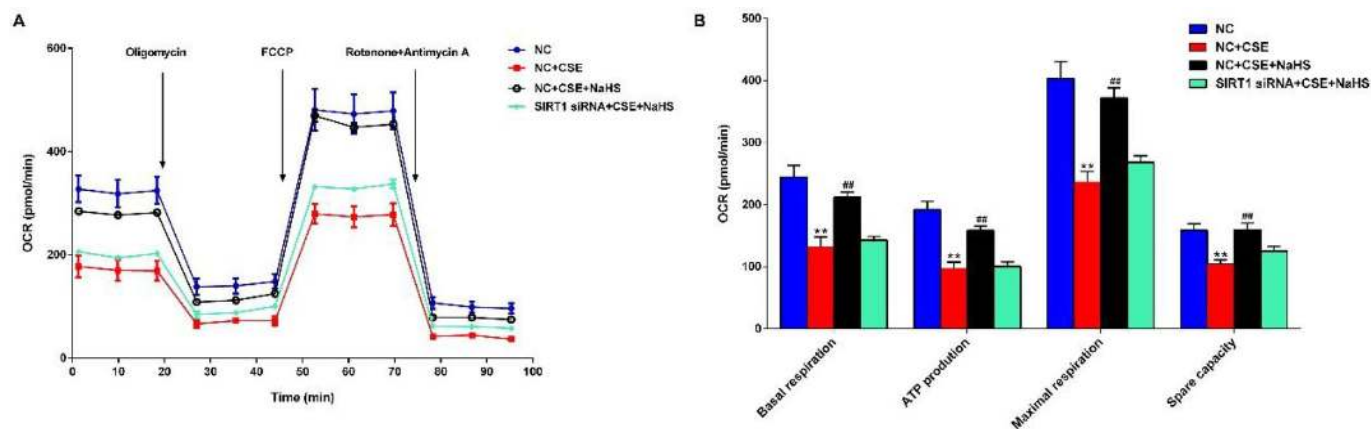 A
Oligomycin
FCCP
Rotenone+Antimycin A
NC
NC+CSE
NC+CSE+NaHS
SIRT1 siRNA+CSE+NaHS
OCR (pmol/min)
600
400
200
0
0 10 20 30 40 50 60 70 80 90 100
Time (min)
B
NC
NC+CSE
NC+CSE+NaHS
SIRT1 siRNA+CSE+NaHS
OCR (pmol/min)
500
400
300
200
100
0
** ##
** ##
** ##
** ##
Basal respiration
ATP prodution
Maximal respiration
Spare capacity